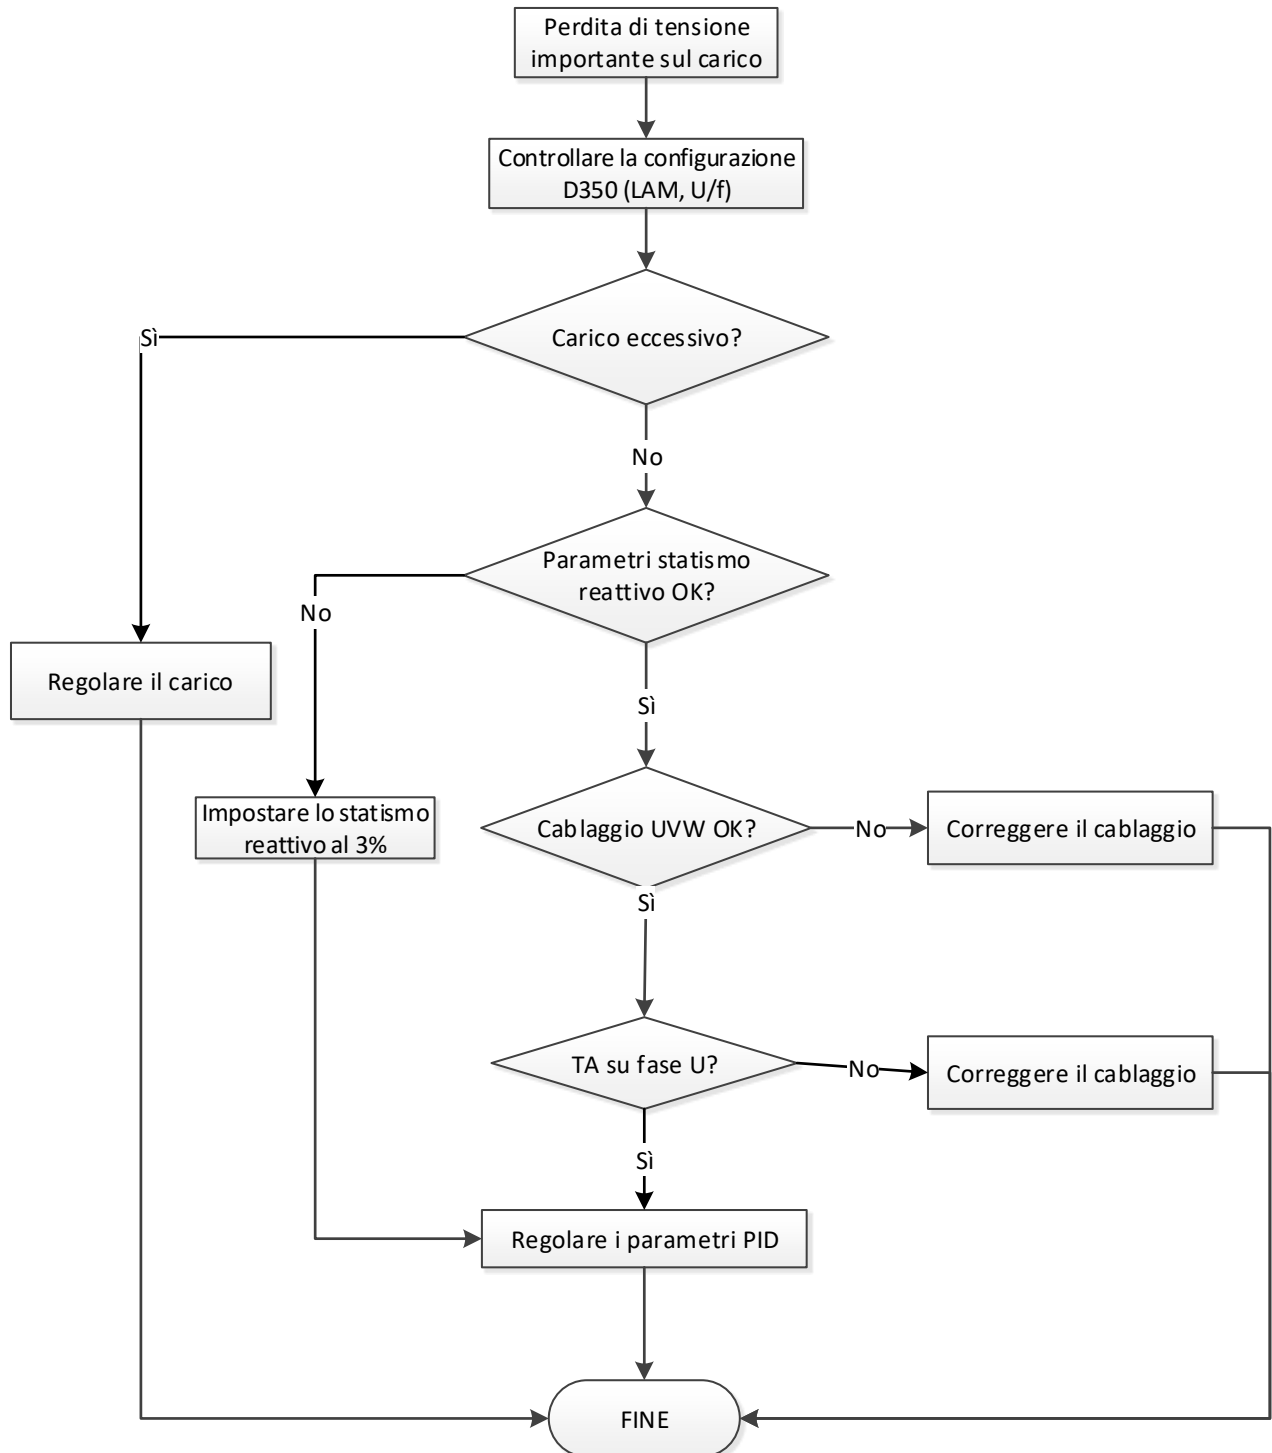 Perdita di tensione
importante sul carico
Controllare la configurazione
D350 (LAM, U/f)
Carico eccessivo?
Sì
No
Parametri statismo
reattivo OK?
No
Regolare il carico
Sì
Impostare lo statismo
reattivo al 3%
Cablaggio UVW OK?
No
Correggere il cablaggio
Sì
TA su fase U?
No
Correggere il cablaggio
Sì
Regolare i parametri PID
FINE